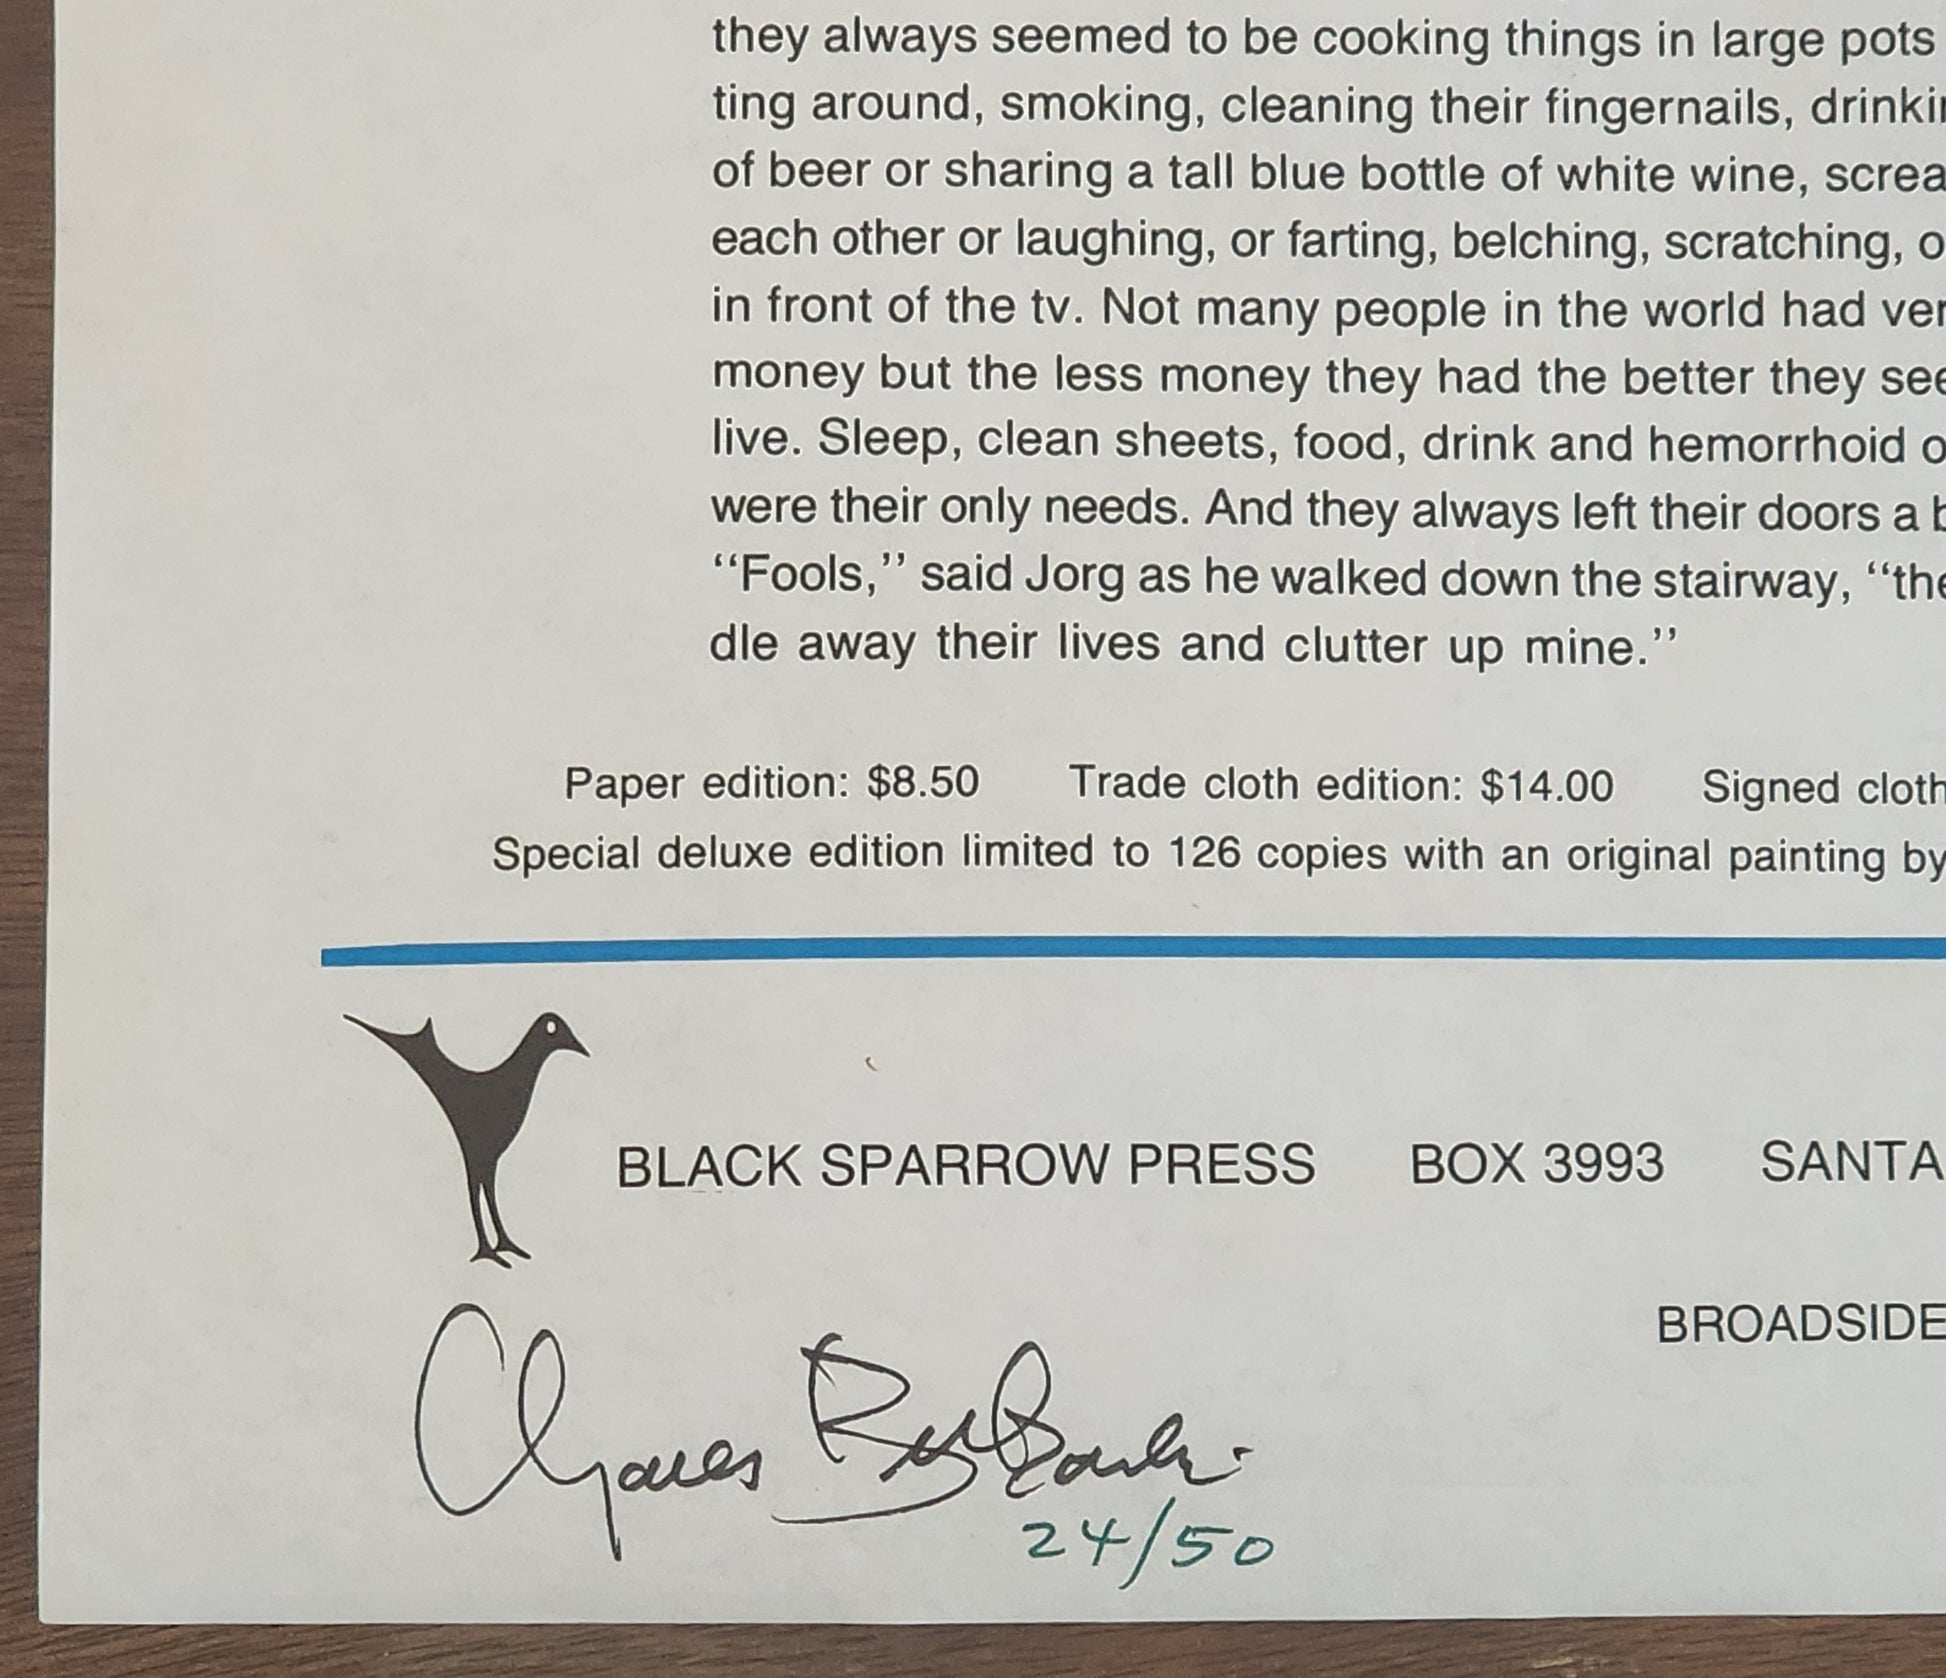 they always seemed to be cooking things in large pots
ting around, smoking, cleaning their fingernails, drinkin
of beer or sharing a tall blue bottle of white wine, screa
each other or laughing, or farting, belching, scratching, o
in front of the tv. Not many people in the world had ver
money but the less money they had the better they see
live. Sleep, clean sheets, food, drink and hemorrhoid o
were their only needs. And they always left their doors a b
“Fools,” said Jorg as he walked down the stairway, “the
dle away their lives and clutter up mine.”
Paper edition: $8.50 Trade cloth edition: $14.00 Signed cloth
Special deluxe edition limited to 126 copies with an original painting by
BLACK SPARROW PRESS BOX 3993 SANTA
BROADSIDE
Charles Bukowski
24/50